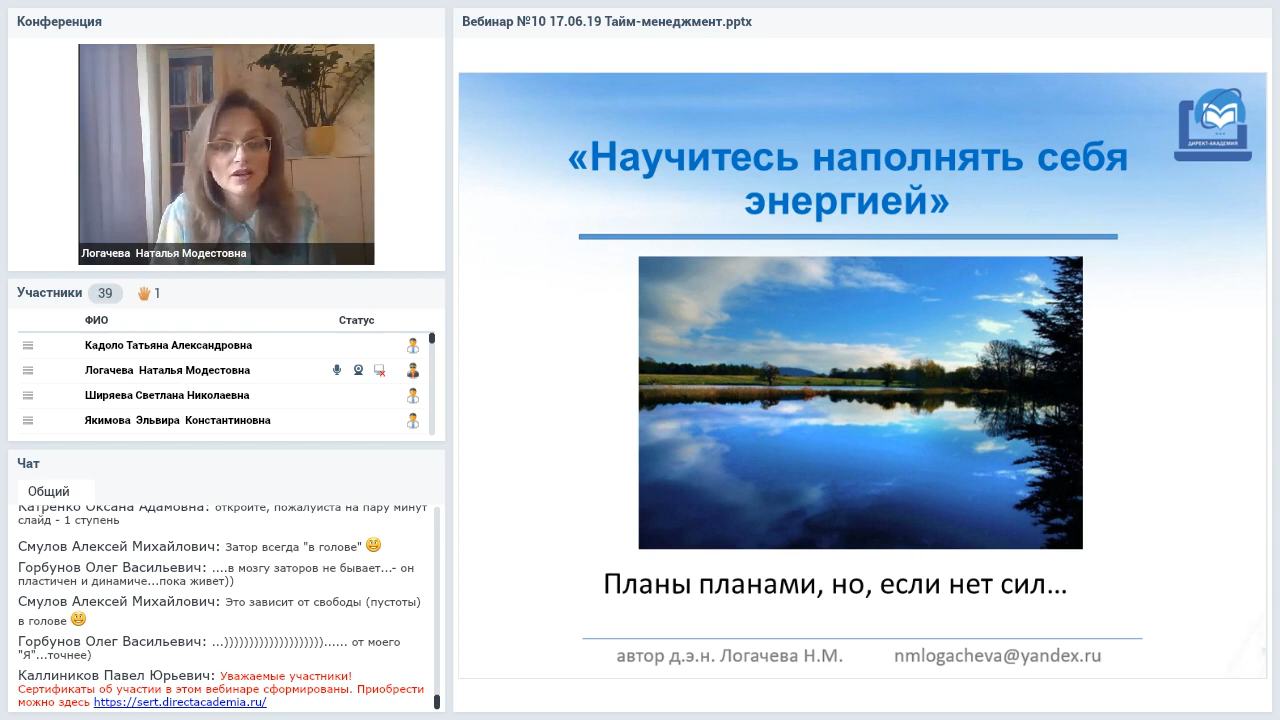 Конференция
Логачева  Наталья Модестовна
Участники 39 1
ФИО Статус
Кадоло Татьяна Александровна
Логачева  Наталья Модестовна
Ширяева Светлана Николаевна
Якимова  Эльвира  Константиновна
Чат
Общий
Катренко Оксана Адамовна: откройте, пожалуйста на пару минут
слайд - 1 ступень
Смулов Алексей Михайлович: Затор всегда "в голове"
Горбунов Олег Васильевич: ....в мозгу заторов не бывает...- он
пластичен и динамиче...пока живет))
Смулов Алексей Михайлович: Это зависит от свободы (пустоты)
в голове
Горбунов Олег Васильевич: ...))))))))))))))))))))...... от моего
"Я"...точнее)
Каллиников Павел Юрьевич: Уважаемые участники!
Сертификаты об участии в этом вебинаре сформированы. Приобрести
можно здесь https://sert.directacademia.ru/
Вебинар №10 17.06.19 Тайм-менеджмент.pptx
ДИРЕКТ-АКАДЕМИЯ
«Научитесь наполнять себя
энергией»
Планы планами, но, если нет сил...
автор д.э.н. Логачева Н.М. nmlogacheva@yandex.ru